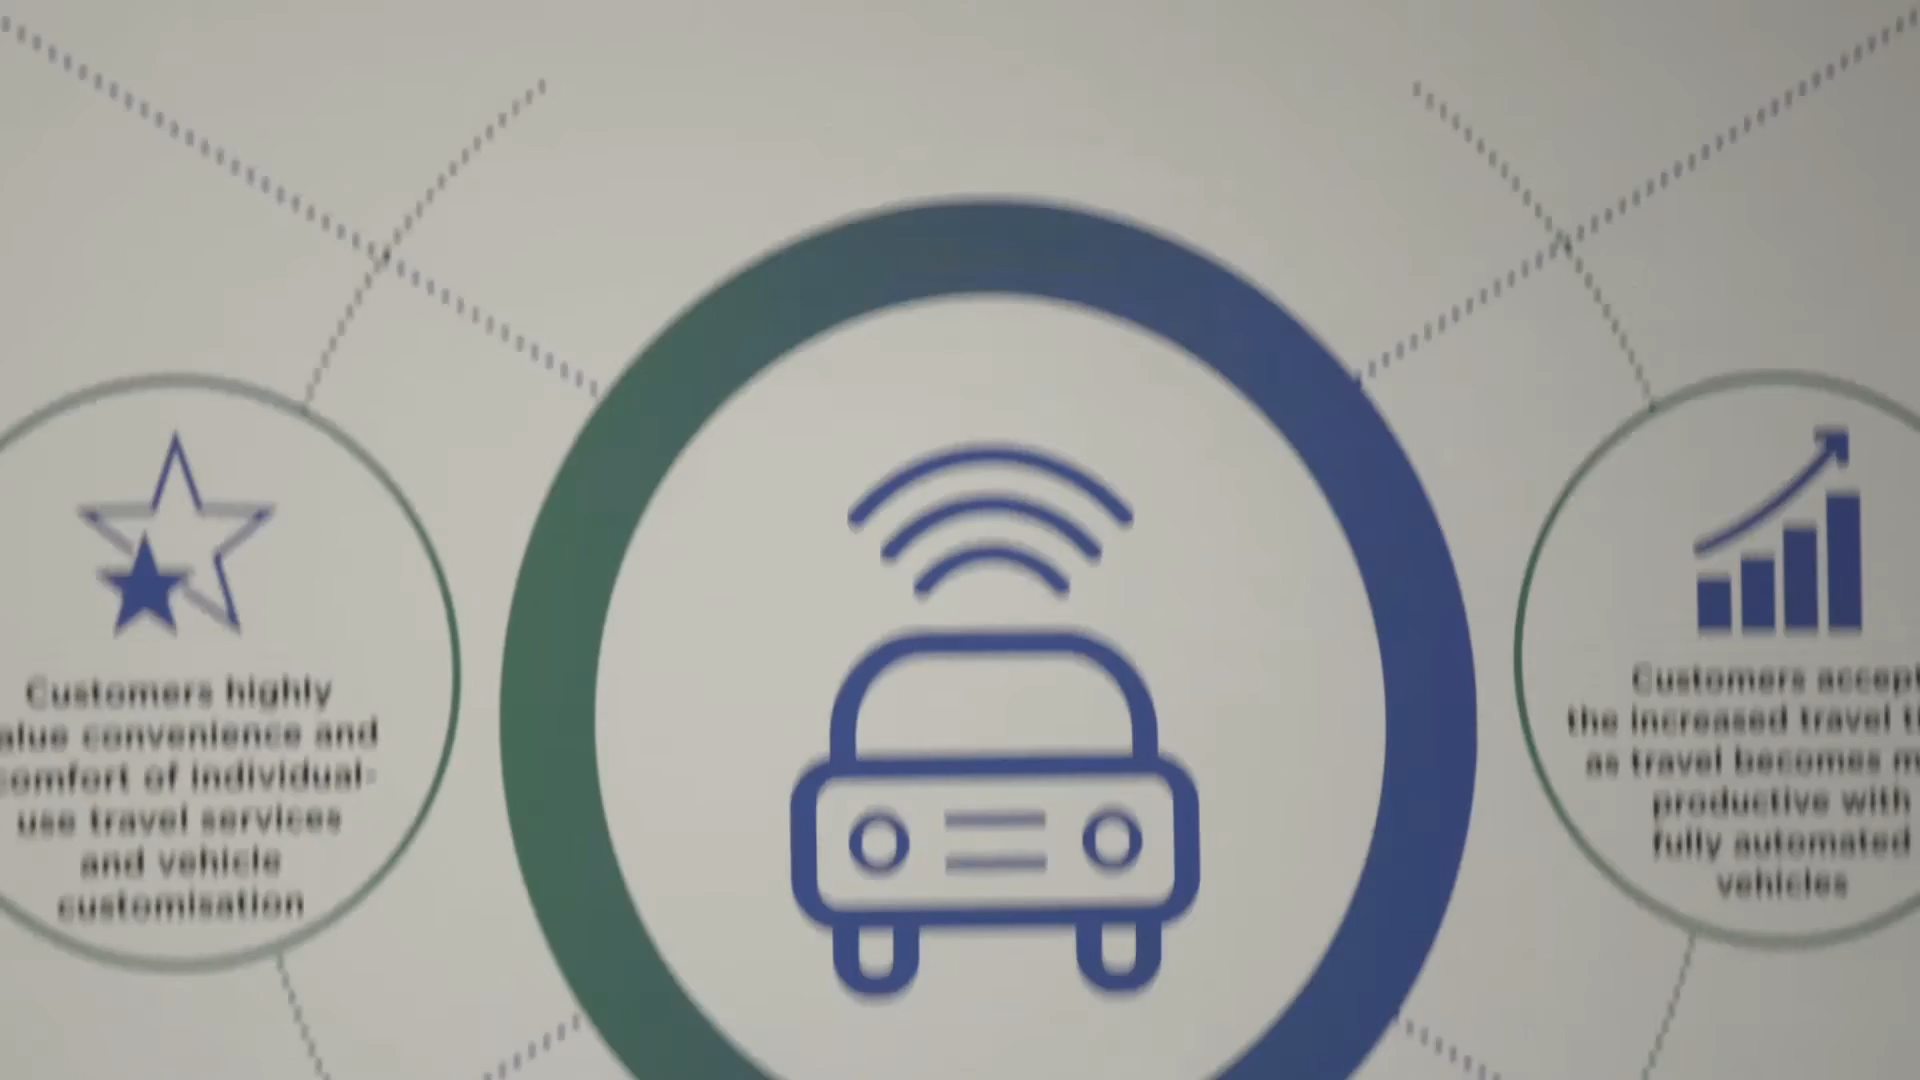 Customers highly
alue convenience and
comfort of individual-
use travel services
and vehicle
customisation
Customers accept
the increased travel t
as travel becomes m
productive with
fully automated
vehicles